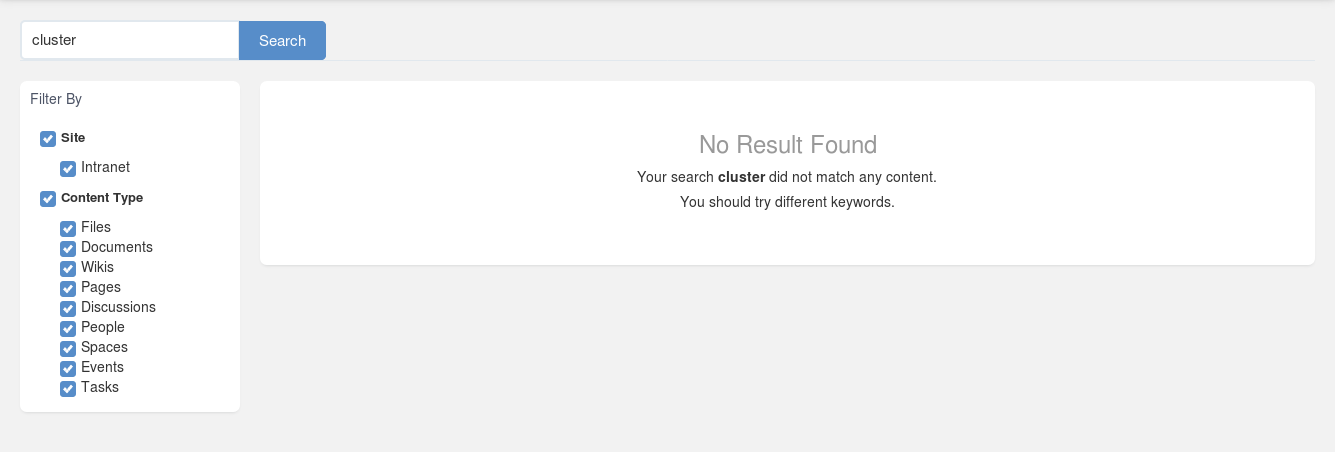 cluster
Search
Filter By
Site
Intranet
Content Type
Files
Documents
Wikis
Pages
Discussions
People
Spaces
Events
Tasks
No Result Found
Your search cluster did not match any content.
You should try different keywords.